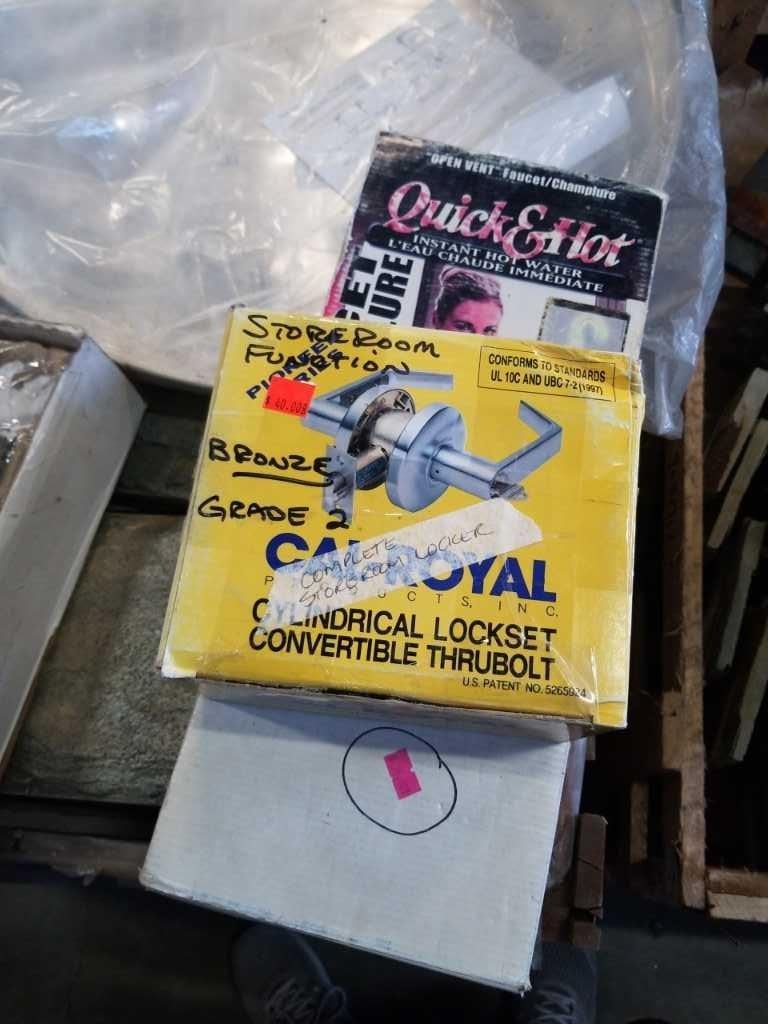 "OPEN VENT" Faucet/Champlure
Quick&Hot
INSTANT HOT WATER
L'EAU CHAUDE IMMÉDIATE
STOREROOM
FUNCTION
PIONEER
CONFORMS TO STANDARDS
UL 10C AND UBC 7-2 (1997)
$ 40.00
BRONZE
GRADE 2
COMPLETE
STOREROOM LOCKER
CAL-ROYAL
PRODUCTS, INC.
CYLINDRICAL LOCKSET
CONVERTIBLE THRUBOLT
U.S. PATENT NO. 5265924